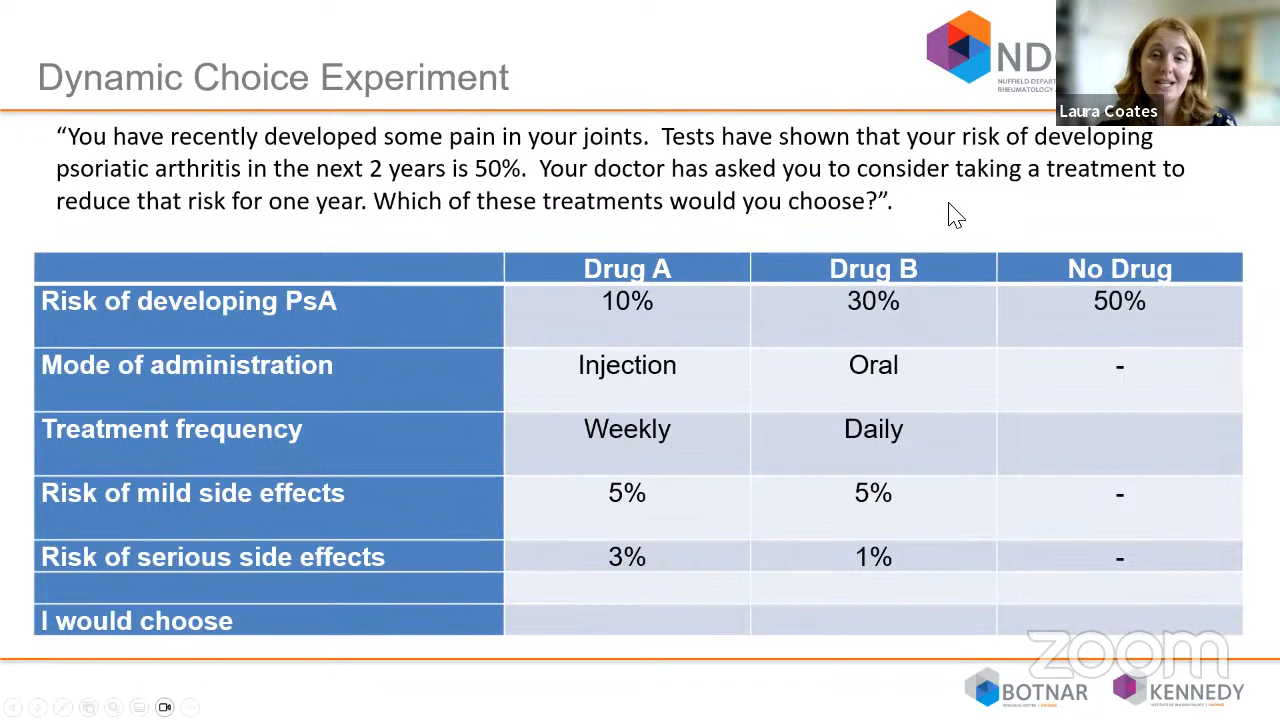 Dynamic Choice Experiment
ND
NUFFIELD DEPAR
RHEUMATOLOGY
Laura Coates
“You have recently developed some pain in your joints.  Tests have shown that your risk of developing
psoriatic arthritis in the next 2 years is 50%.  Your doctor has asked you to consider taking a treatment to
reduce that risk for one year. Which of these treatments would you choose?”.
Drug A Drug B No Drug
Risk of developing PsA 10% 30% 50%
Mode of administration Injection Oral -
Treatment frequency Weekly Daily
Risk of mild side effects 5% 5% -
Risk of serious side effects 3% 1% -
I would choose
zoom
BOTNAR
KENNEDY